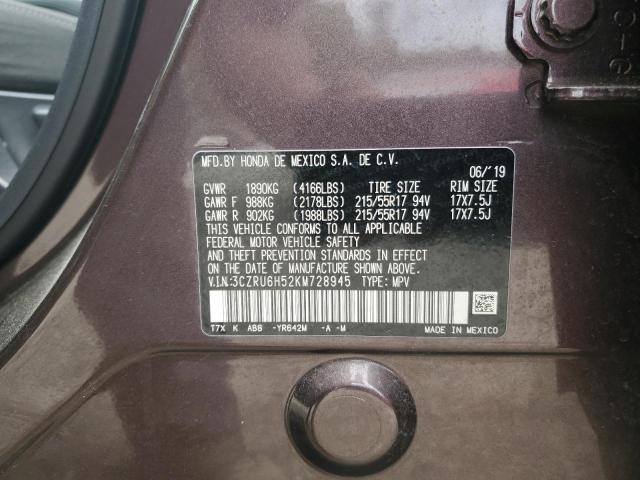 MFD.BY HONDA DE MEXICO S.A. DE C.V.
06/'19
GVWR 1890KG (4166LBS) TIRE SIZE RIM SIZE
GAWR F 988KG (2178LBS) 215/55R17 94V 17X7.5J
GAWR R 902KG (1988LBS) 215/55R17 94V 17X7.5J
THIS VEHICLE CONFORMS TO ALL APPLICABLE
FEDERAL MOTOR VEHICLE SAFETY
AND THEFT PREVENTION STANDARDS IN EFFECT
ON THE DATE OF MANUFACTURE SHOWN ABOVE.
V.I.N:3CZRU6H52KM728945 TYPE: MPV
T7X K AB6 -YR642M -A -M
MADE IN MEXICO